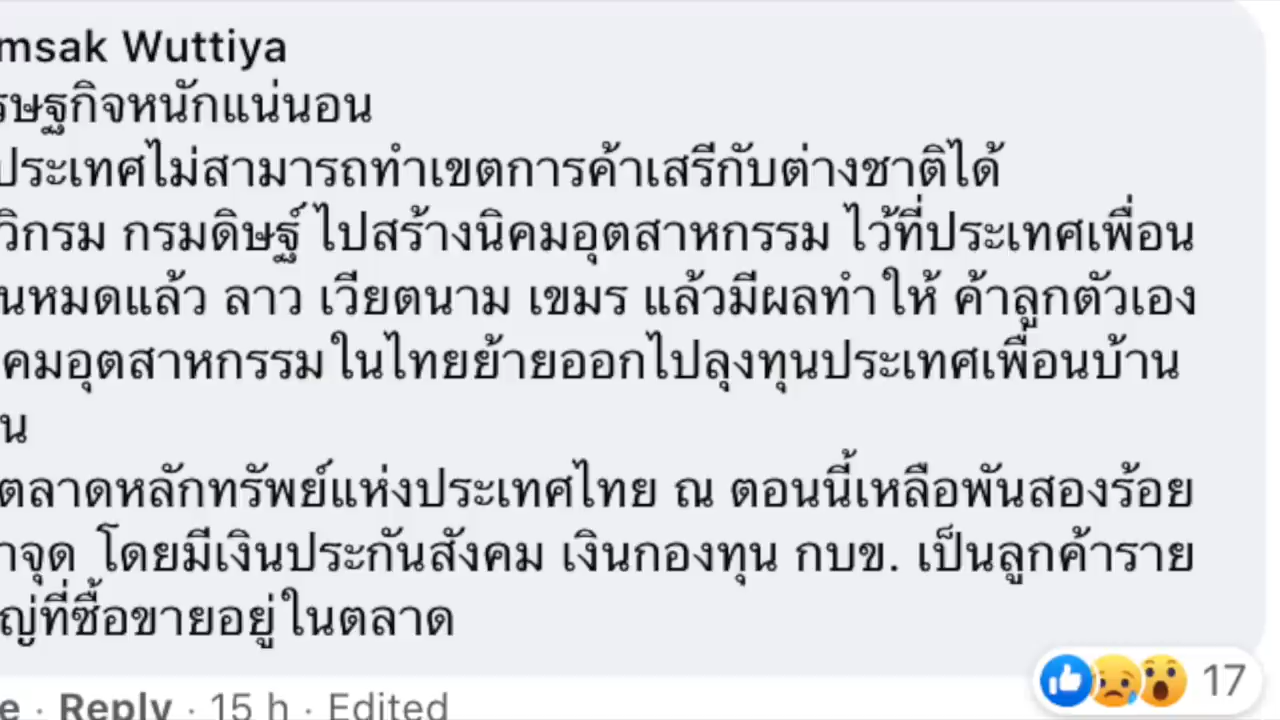 msak Wuttiya
รษฐกิจหนักแน่นอน
ประเทศไม่สามารถทำเขตการค้าเสรีกับต่างชาติได้
วิกรม กรมดิษฐ์ ไปสร้างนิคมอุตสาหกรรม ไว้ที่ประเทศเพื่อน
นหมดแล้ว ลาว เวียตนาม เขมร แล้วมีผลทำให้ ค้าลูกตัวเอง
คมอุตสาหกรรมในไทยย้ายออกไปลุงทุนประเทศเพื่อนบ้าน
น
ตลาดหลักทรัพย์แห่งประเทศไทย ณ ตอนนี้เหลือพันสองร้อย
าจุด โดยมีเงินประกันสังคม เงินกองทุน กบข. เป็นลูกค้าราย
ญ่ที่ซื้อขายอยู่ในตลาด
e · Reply · 15 h · Edited
17